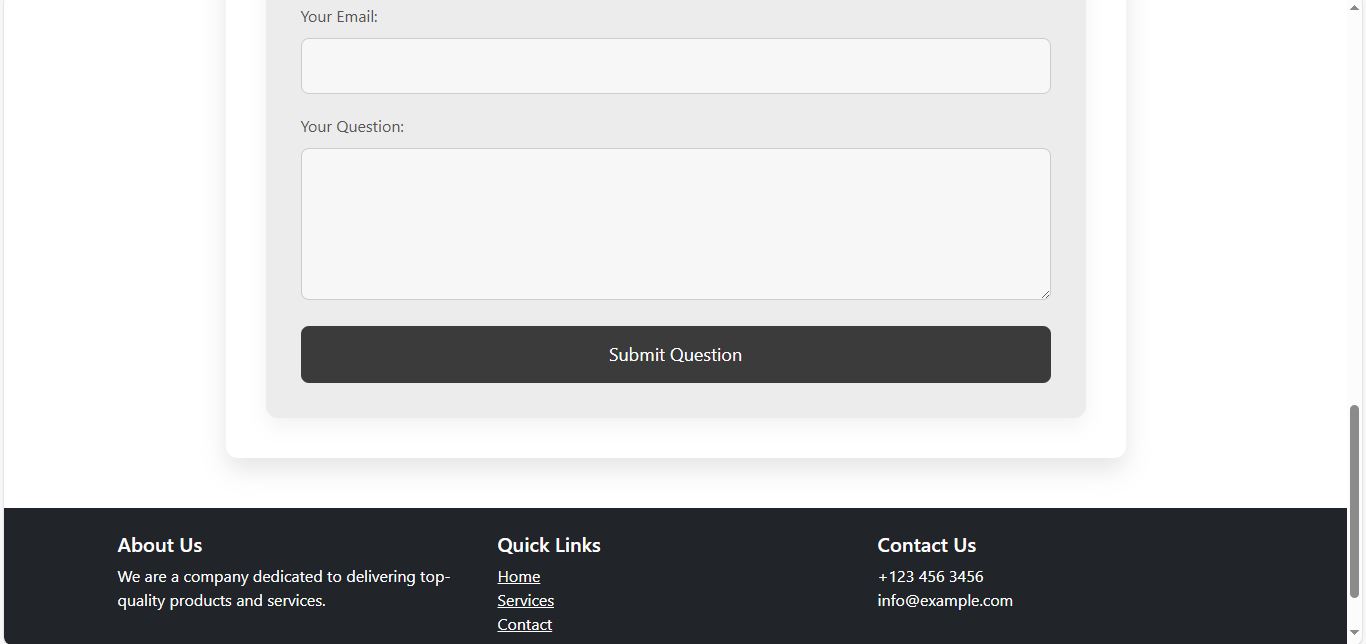 Your Email:
Your Question:
Submit Question
About Us
We are a company dedicated to delivering top-
quality products and services.
Quick Links
Home
Services
Contact
Contact Us
+123 456 3456
info@example.com